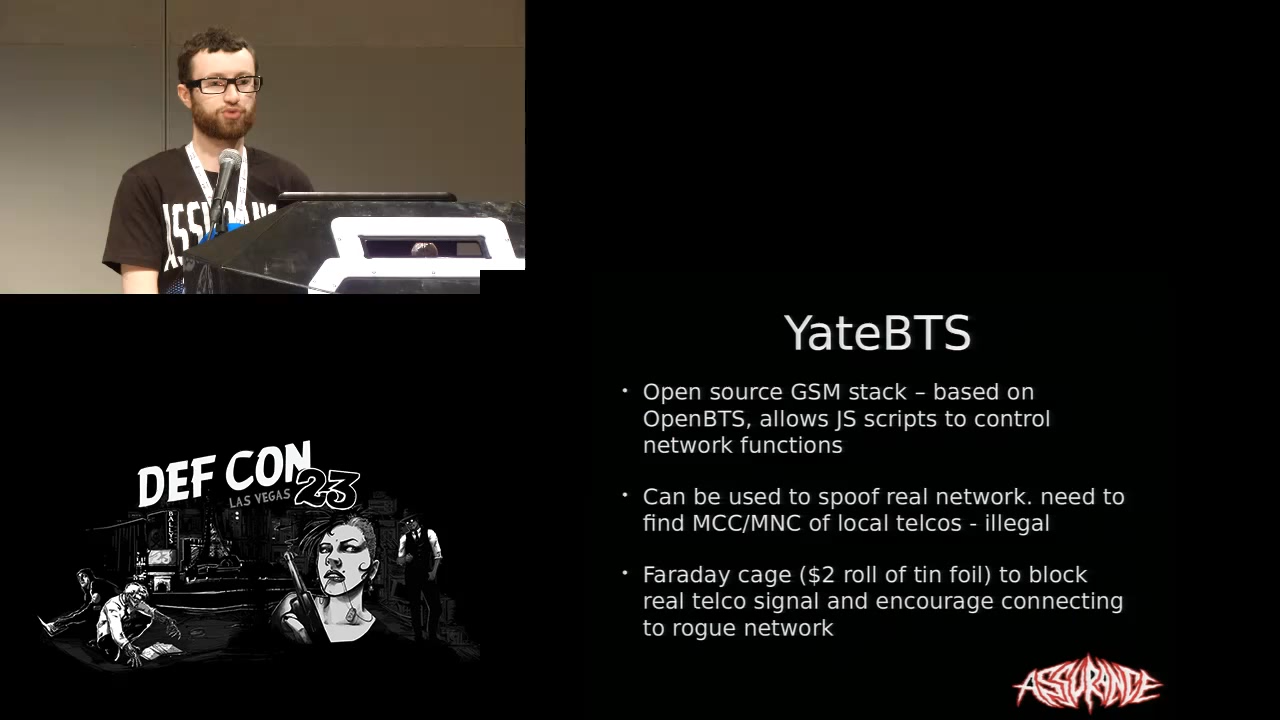 YateBTS
• Open source GSM stack – based on
OpenBTS, allows JS scripts to control
network functions
• Can be used to spoof real network. need to
find MCC/MNC of local telcos - illegal
• Faraday cage ($2 roll of tin foil) to block
real telco signal and encourage connecting
to rogue network
DEF CON
LAS VEGAS 23
BALLYS
23
ASSURANCE